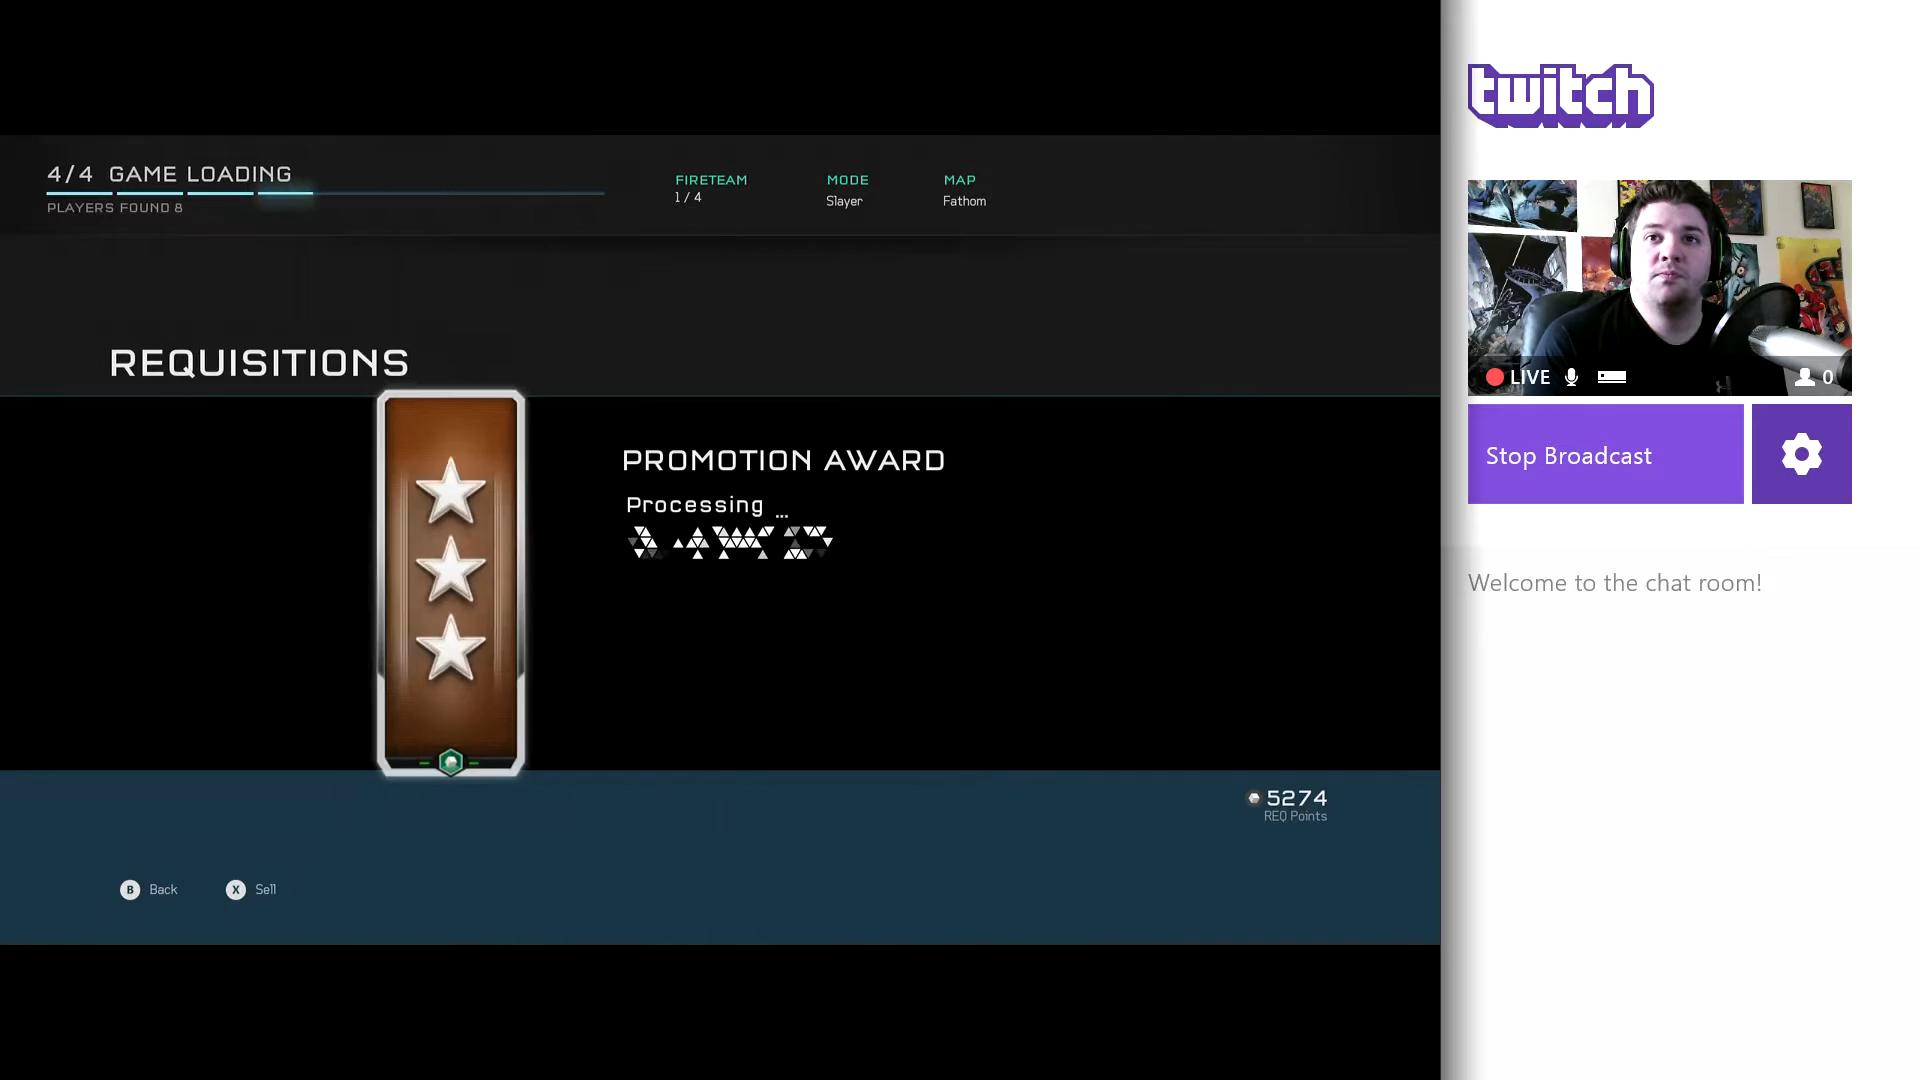 4/4 GAME LOADING
PLAYERS FOUND 8
FIRETEAM
1 / 4
MODE
Slayer
MAP
Fathom
REQUISITIONS
PROMOTION AWARD
Processing ...
5274
REQ Points
B Back
X Sell
twitch
LIVE
0
Stop Broadcast
Welcome to the chat room!